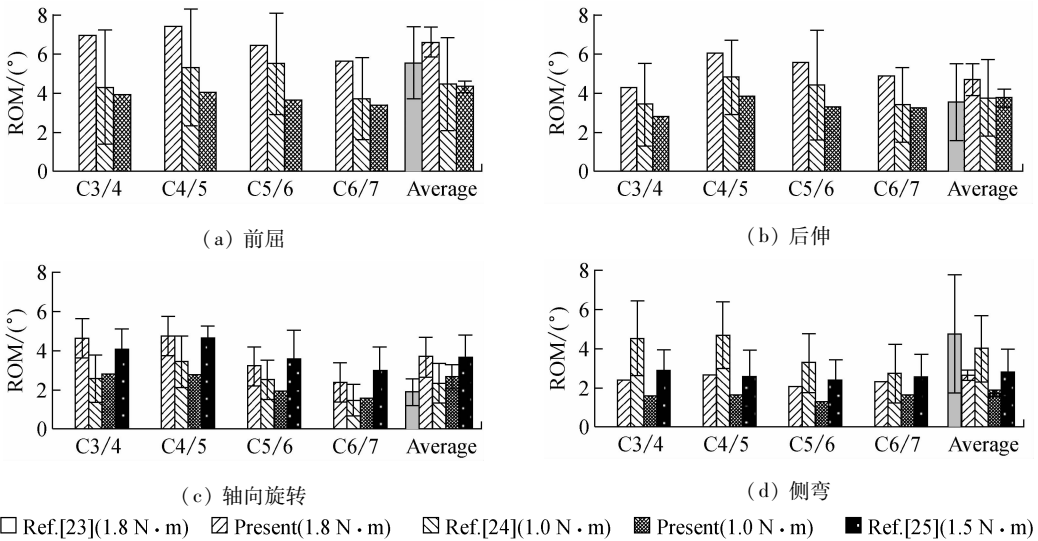 8
6
4
2
0
ROM/(°)
C3/4 C4/5 C5/6 C6/7 Average
(a) 前屈
8
6
4
2
0
ROM/(°)
C3/4 C4/5 C5/6 C6/7 Average
(b) 后伸
8
6
4
2
0
ROM/(°)
C3/4 C4/5 C5/6 C6/7 Average
(c) 轴向旋转
8
6
4
2
0
ROM/(°)
C3/4 C4/5 C5/6 C6/7 Average
(d) 侧弯
Ref.[23](1.8 N·m) Present(1.8 N·m) Ref.[24](1.0 N·m) Present(1.0 N·m) Ref.[25](1.5 N·m)